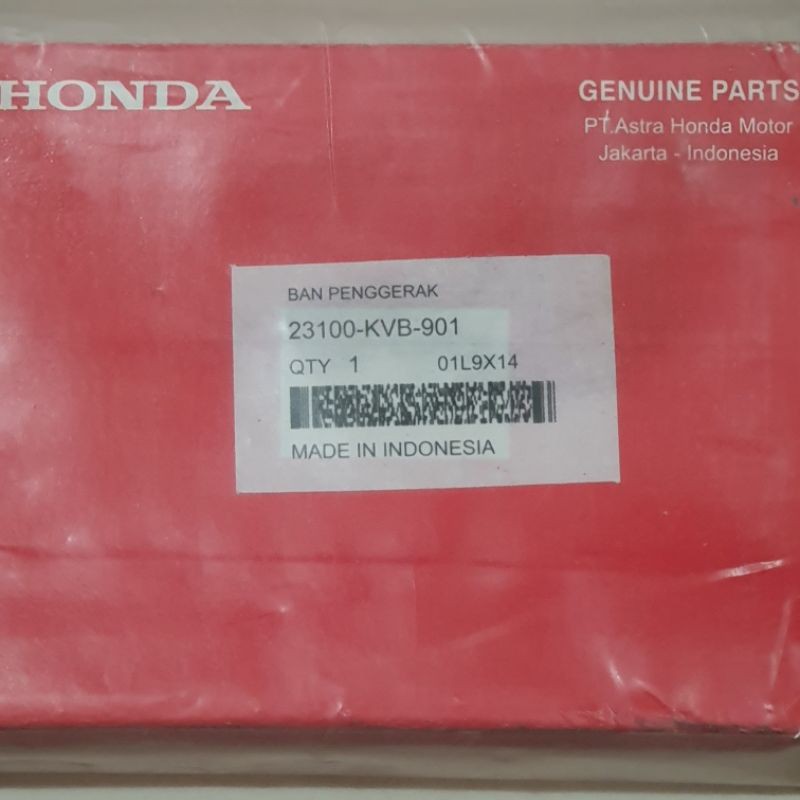 HONDA
GENUINE PARTS
PT.Astra Honda Motor
Jakarta - Indonesia
BAN PENGGERAK
23100-KVB-901
QTY 1 01L9X14
MADE IN INDONESIA